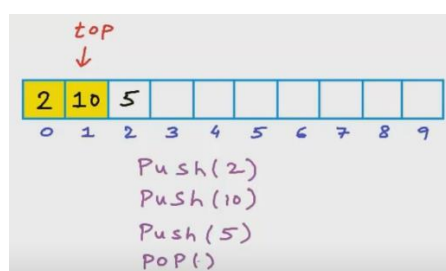 top
2 10 5
0 1 2 3 4 5 6 7 8 9
Push(2)
Push(10)
Push(5)
POP()